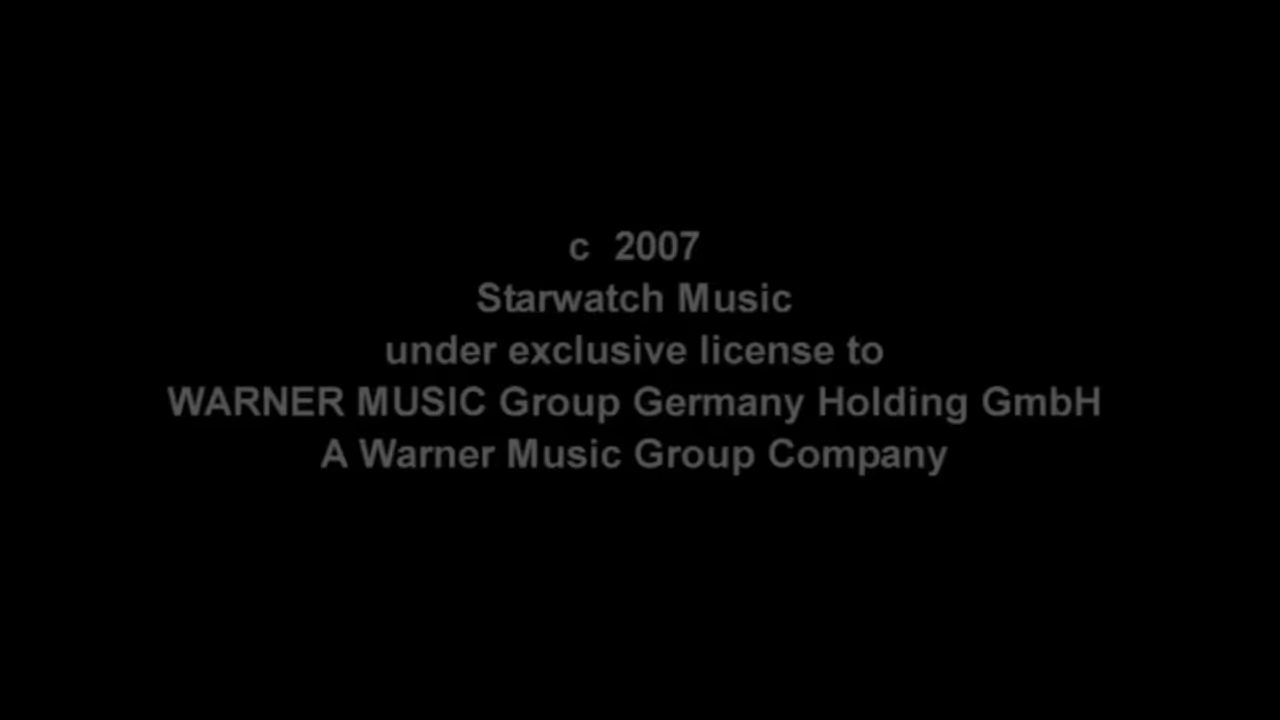 c 2007
Starwatch Music
under exclusive license to
WARNER MUSIC Group Germany Holding GmbH
A Warner Music Group Company